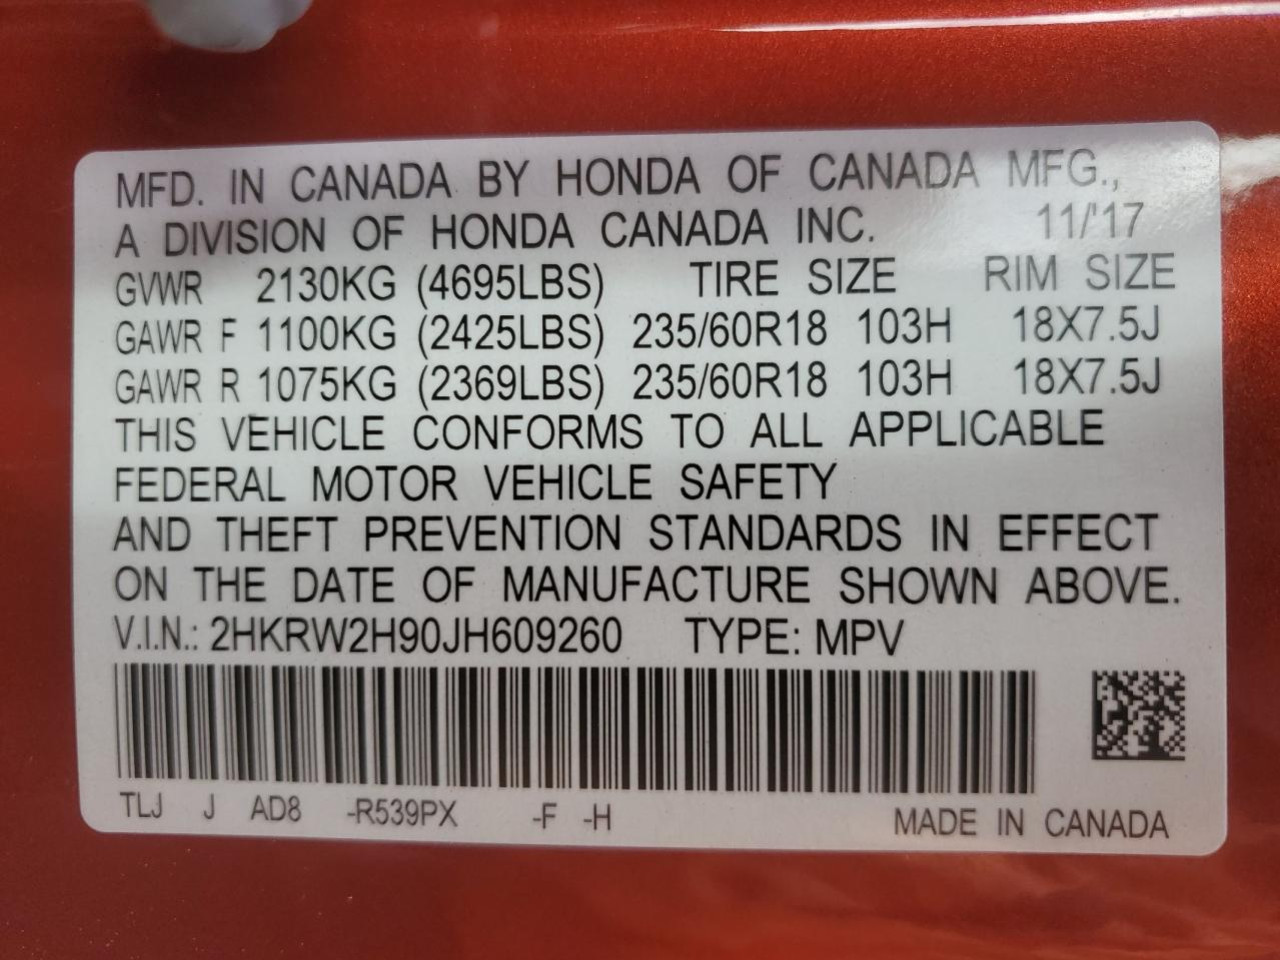 MFD. IN CANADA BY HONDA OF CANADA MFG.,
A DIVISION OF HONDA CANADA INC. 11/'17
GVWR 2130KG (4695LBS) TIRE SIZE RIM SIZE
GAWR F 1100KG (2425LBS) 235/60R18 103H 18X7.5J
GAWR R 1075KG (2369LBS) 235/60R18 103H 18X7.5J
THIS VEHICLE CONFORMS TO ALL APPLICABLE
FEDERAL MOTOR VEHICLE SAFETY
AND THEFT PREVENTION STANDARDS IN EFFECT
ON THE DATE OF MANUFACTURE SHOWN ABOVE.
V.I.N.: 2HKRW2H90JH609260 TYPE: MPV
TLJ J AD8 -R539PX -F -H MADE IN CANADA